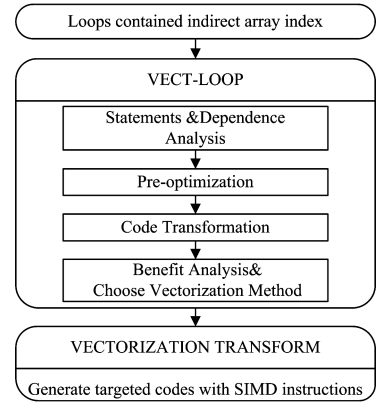 Loops contained indirect array index
VECT-LOOP
Statements &Dependence
Analysis
Pre-optimization
Code Transformation
Benefit Analysis&
Choose Vectorization Method
VECTORIZATION TRANSFORM
Generate targeted codes with SIMD instructions